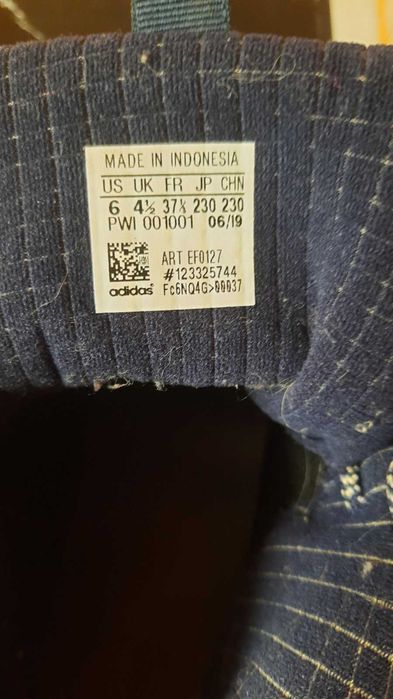 MADE IN INDONESIA
US UK FR JP CHN
6 4½ 37⅓ 230 230
PWI 001001 06/19
ART EF0127
#123325744
adidas Fc6NQ4G>00037